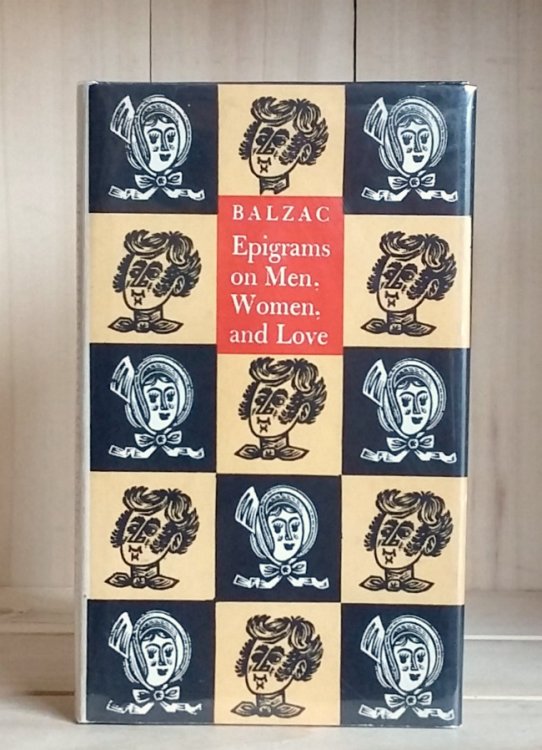 BALZAC
Epigrams
on Men,
Women,
and Love